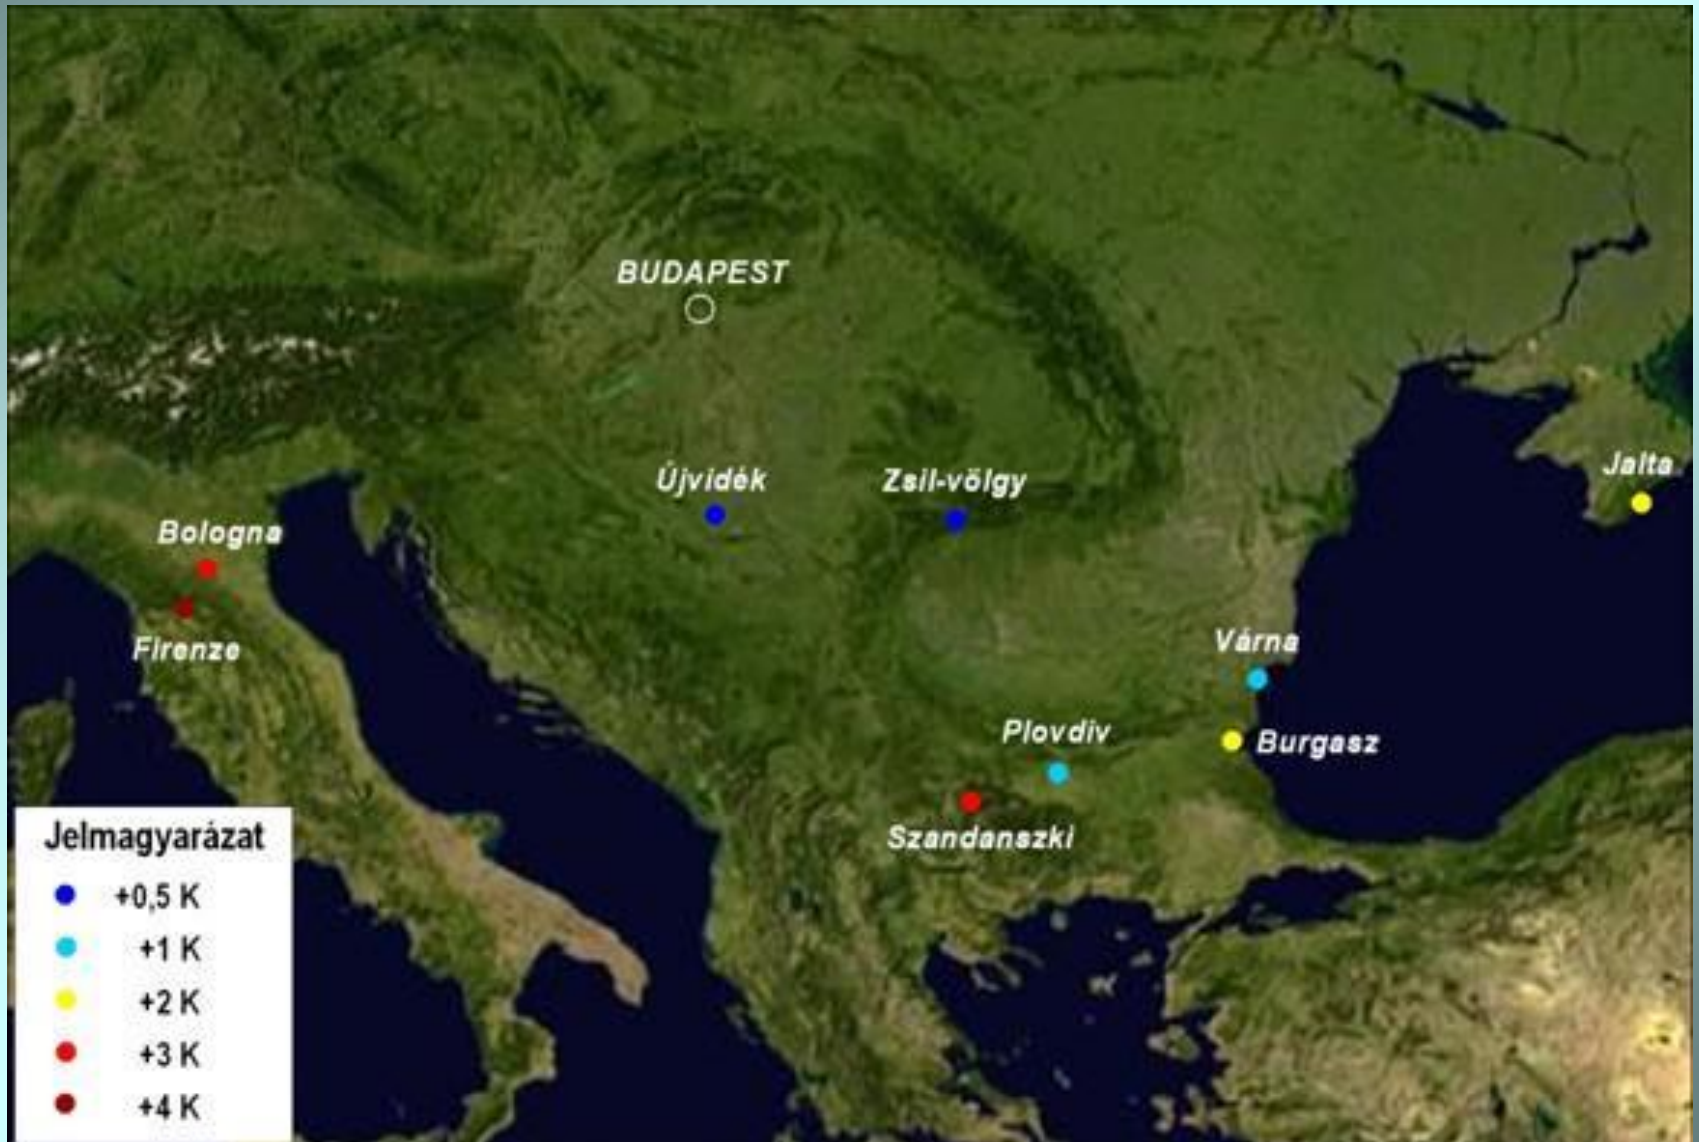 BUDAPEST
Újvidék
Zsil-völgy
Jalta
Bologna
Firenze
Várna
Plovdiv
Burgasz
Szandanszki
Jelmagyarázat
+0,5 K
+1 K
+2 K
+3 K
+4 K